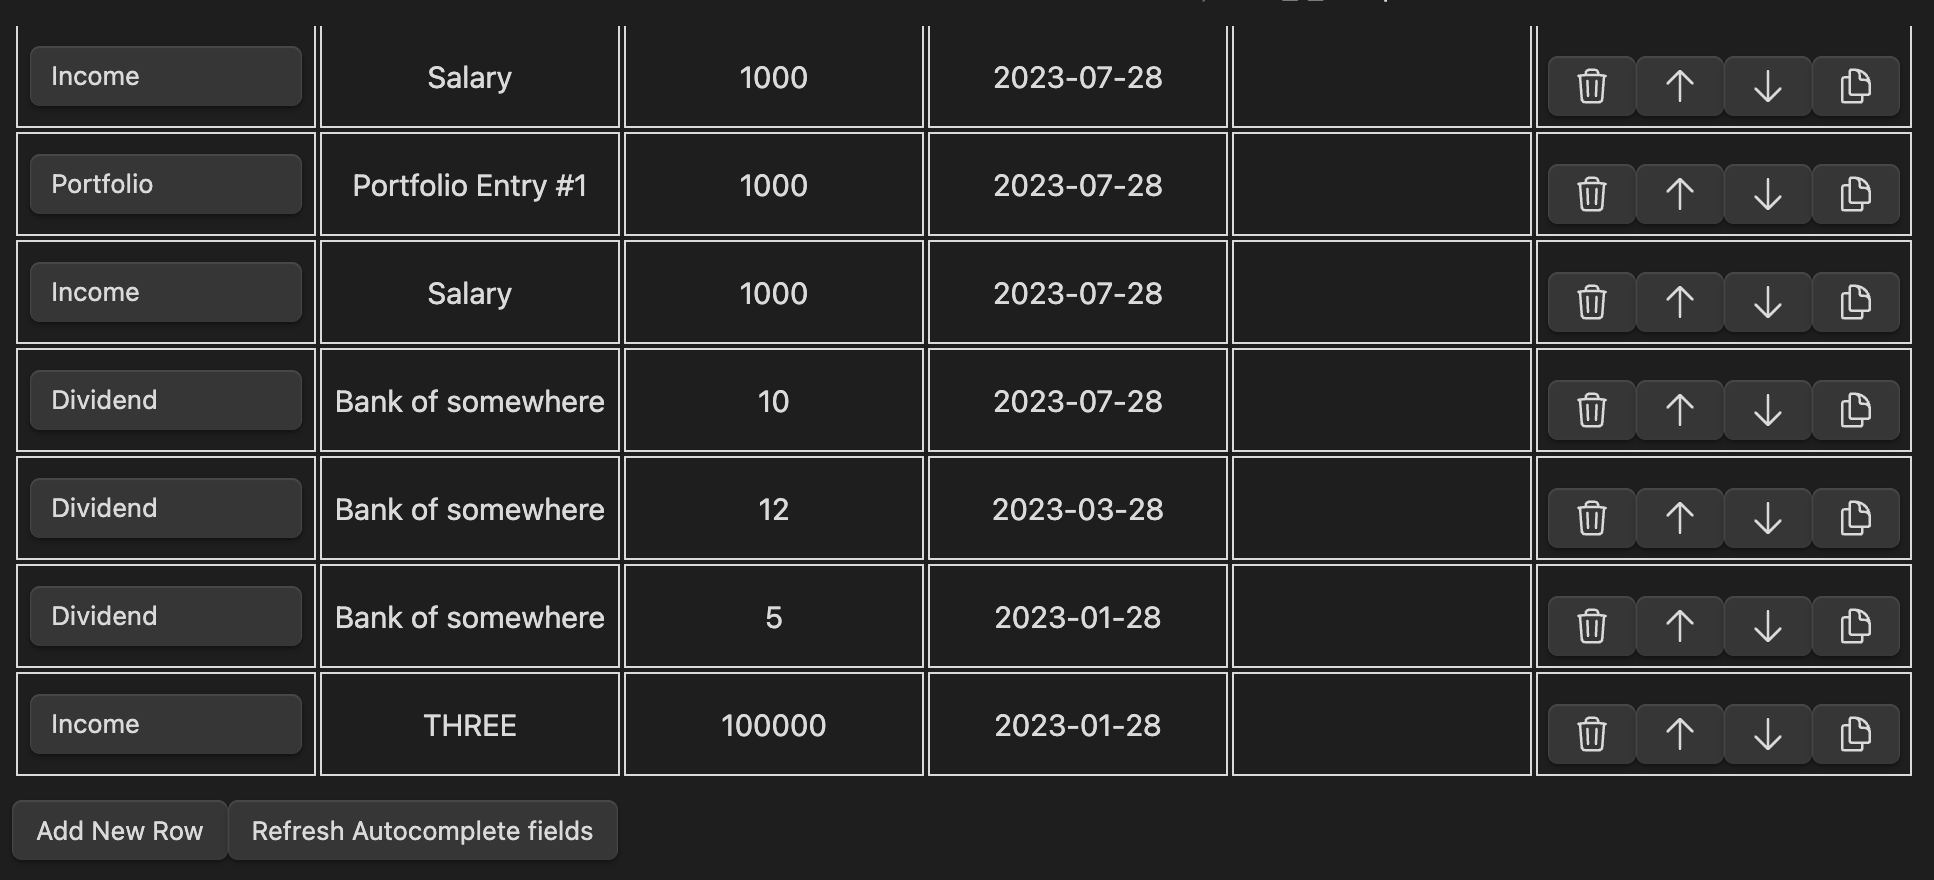 Income Salary 1000 2023-07-28
Portfolio Portfolio Entry #1 1000 2023-07-28
Income Salary 1000 2023-07-28
Dividend Bank of somewhere 10 2023-07-28
Dividend Bank of somewhere 12 2023-03-28
Dividend Bank of somewhere 5 2023-01-28
Income THREE 100000 2023-01-28
Add New Row Refresh Autocomplete fields